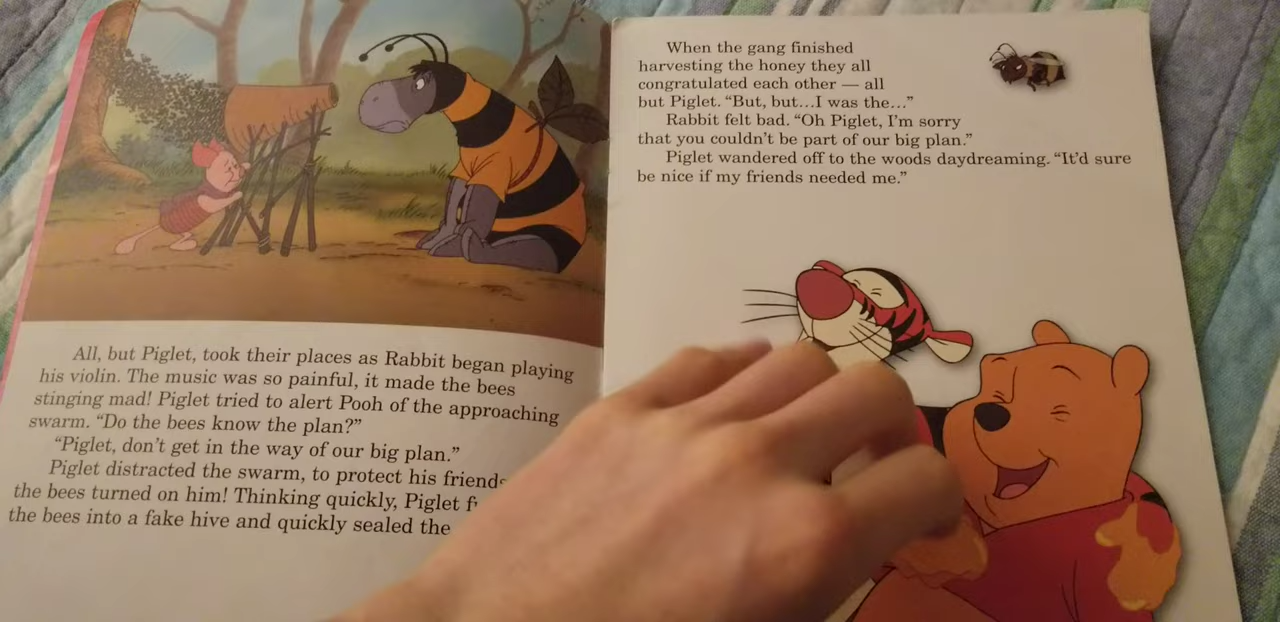 All, but Piglet, took their places as Rabbit began playing
his violin. The music was so painful, it made the bees
stinging mad! Piglet tried to alert Pooh of the approaching
swarm. “Do the bees know the plan?”
“Piglet, don’t get in the way of our big plan.”
Piglet distracted the swarm, to protect his friends
the bees turned on him! Thinking quickly, Piglet
the bees into a fake hive and quickly sealed the
When the gang finished
harvesting the honey they all
congratulated each other — all
but Piglet. “But, but...I was the...”
Rabbit felt bad. “Oh Piglet, I’m sorry
that you couldn’t be part of our big plan.”
Piglet wandered off to the woods daydreaming. “It’d sure
be nice if my friends needed me.”